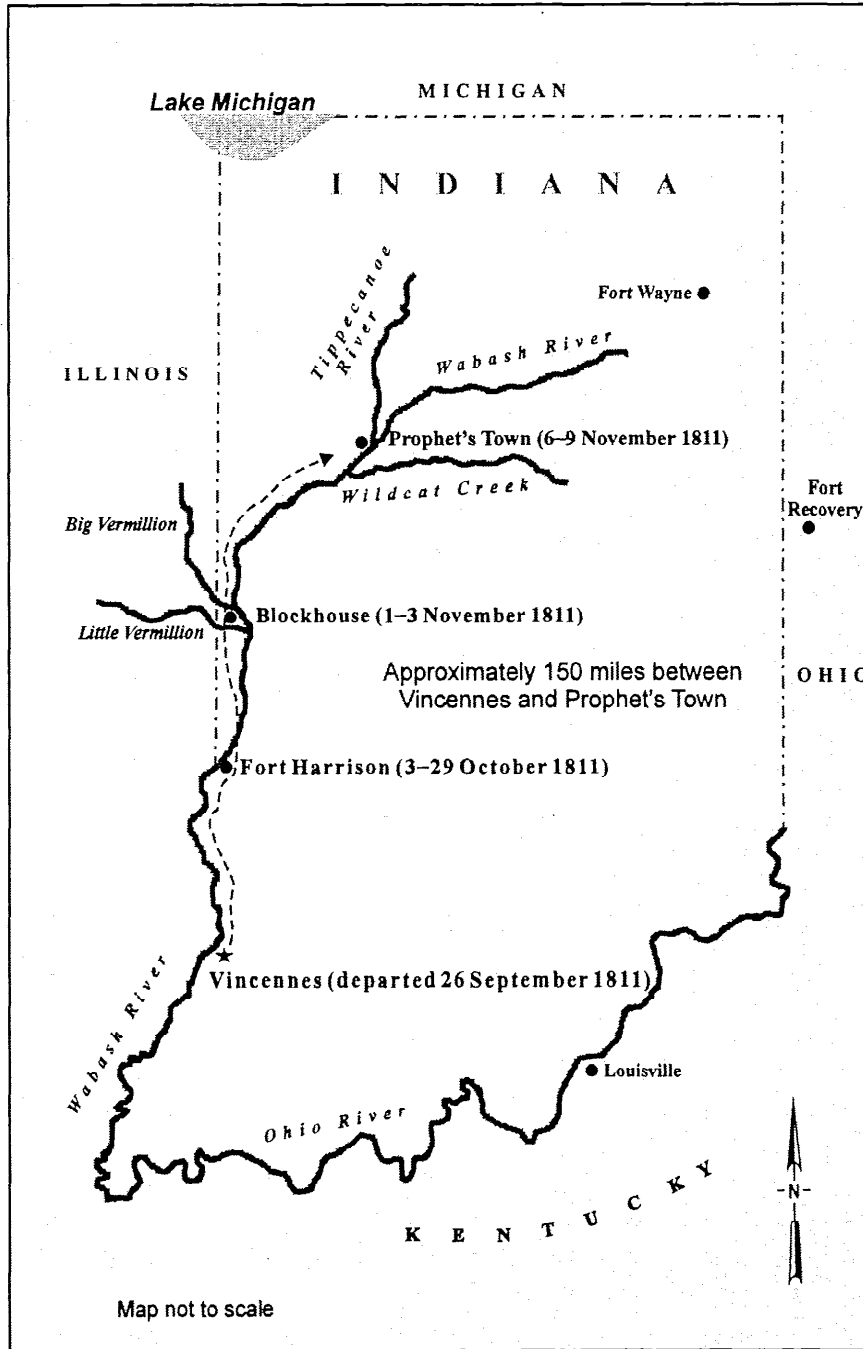 MICHIGAN
Lake Michigan
INDIANA
Tippecanoe
River
Fort Wayne
Wabash River
ILLINOIS
Prophet's Town (6–9 November 1811)
Wildcat Creek
Fort
Recovery
Big Vermillion
Blockhouse (1–3 November 1811)
Little Vermillion
Approximately 150 miles between
Vincennes and Prophet's Town
OHIO
Fort Harrison (3–29 October 1811)
Vincennes (departed 26 September 1811)
Wabash River
Louisville
Ohio River
KENTUCKY
-N-
Map not to scale